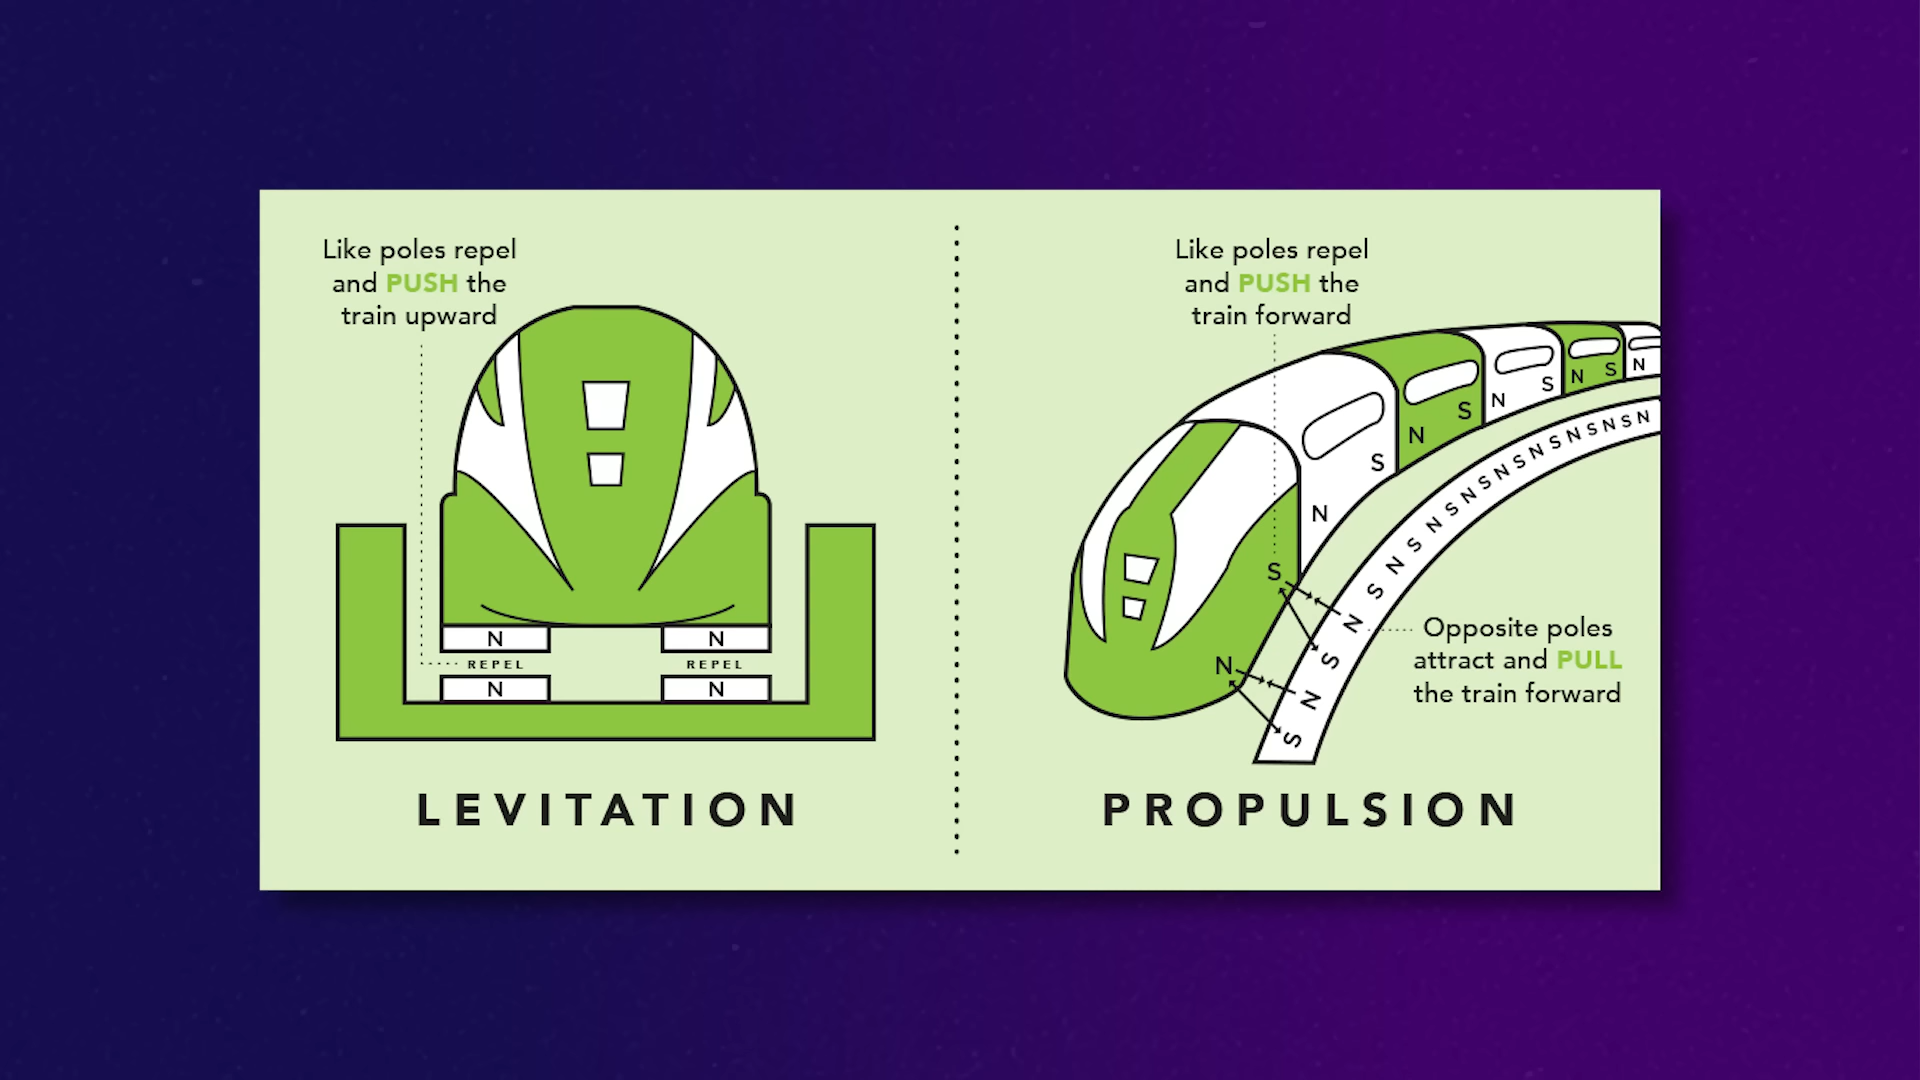 Like poles repel
and PUSH the
train upward
N
N
REPEL
REPEL
N
N
LEVITATION
Like poles repel
and PUSH the
train forward
N S N S N S N S N S
N S N S N S N S N S N S N S N S N S N S N S N S
Opposite poles
attract and PULL
the train forward
PROPULSION